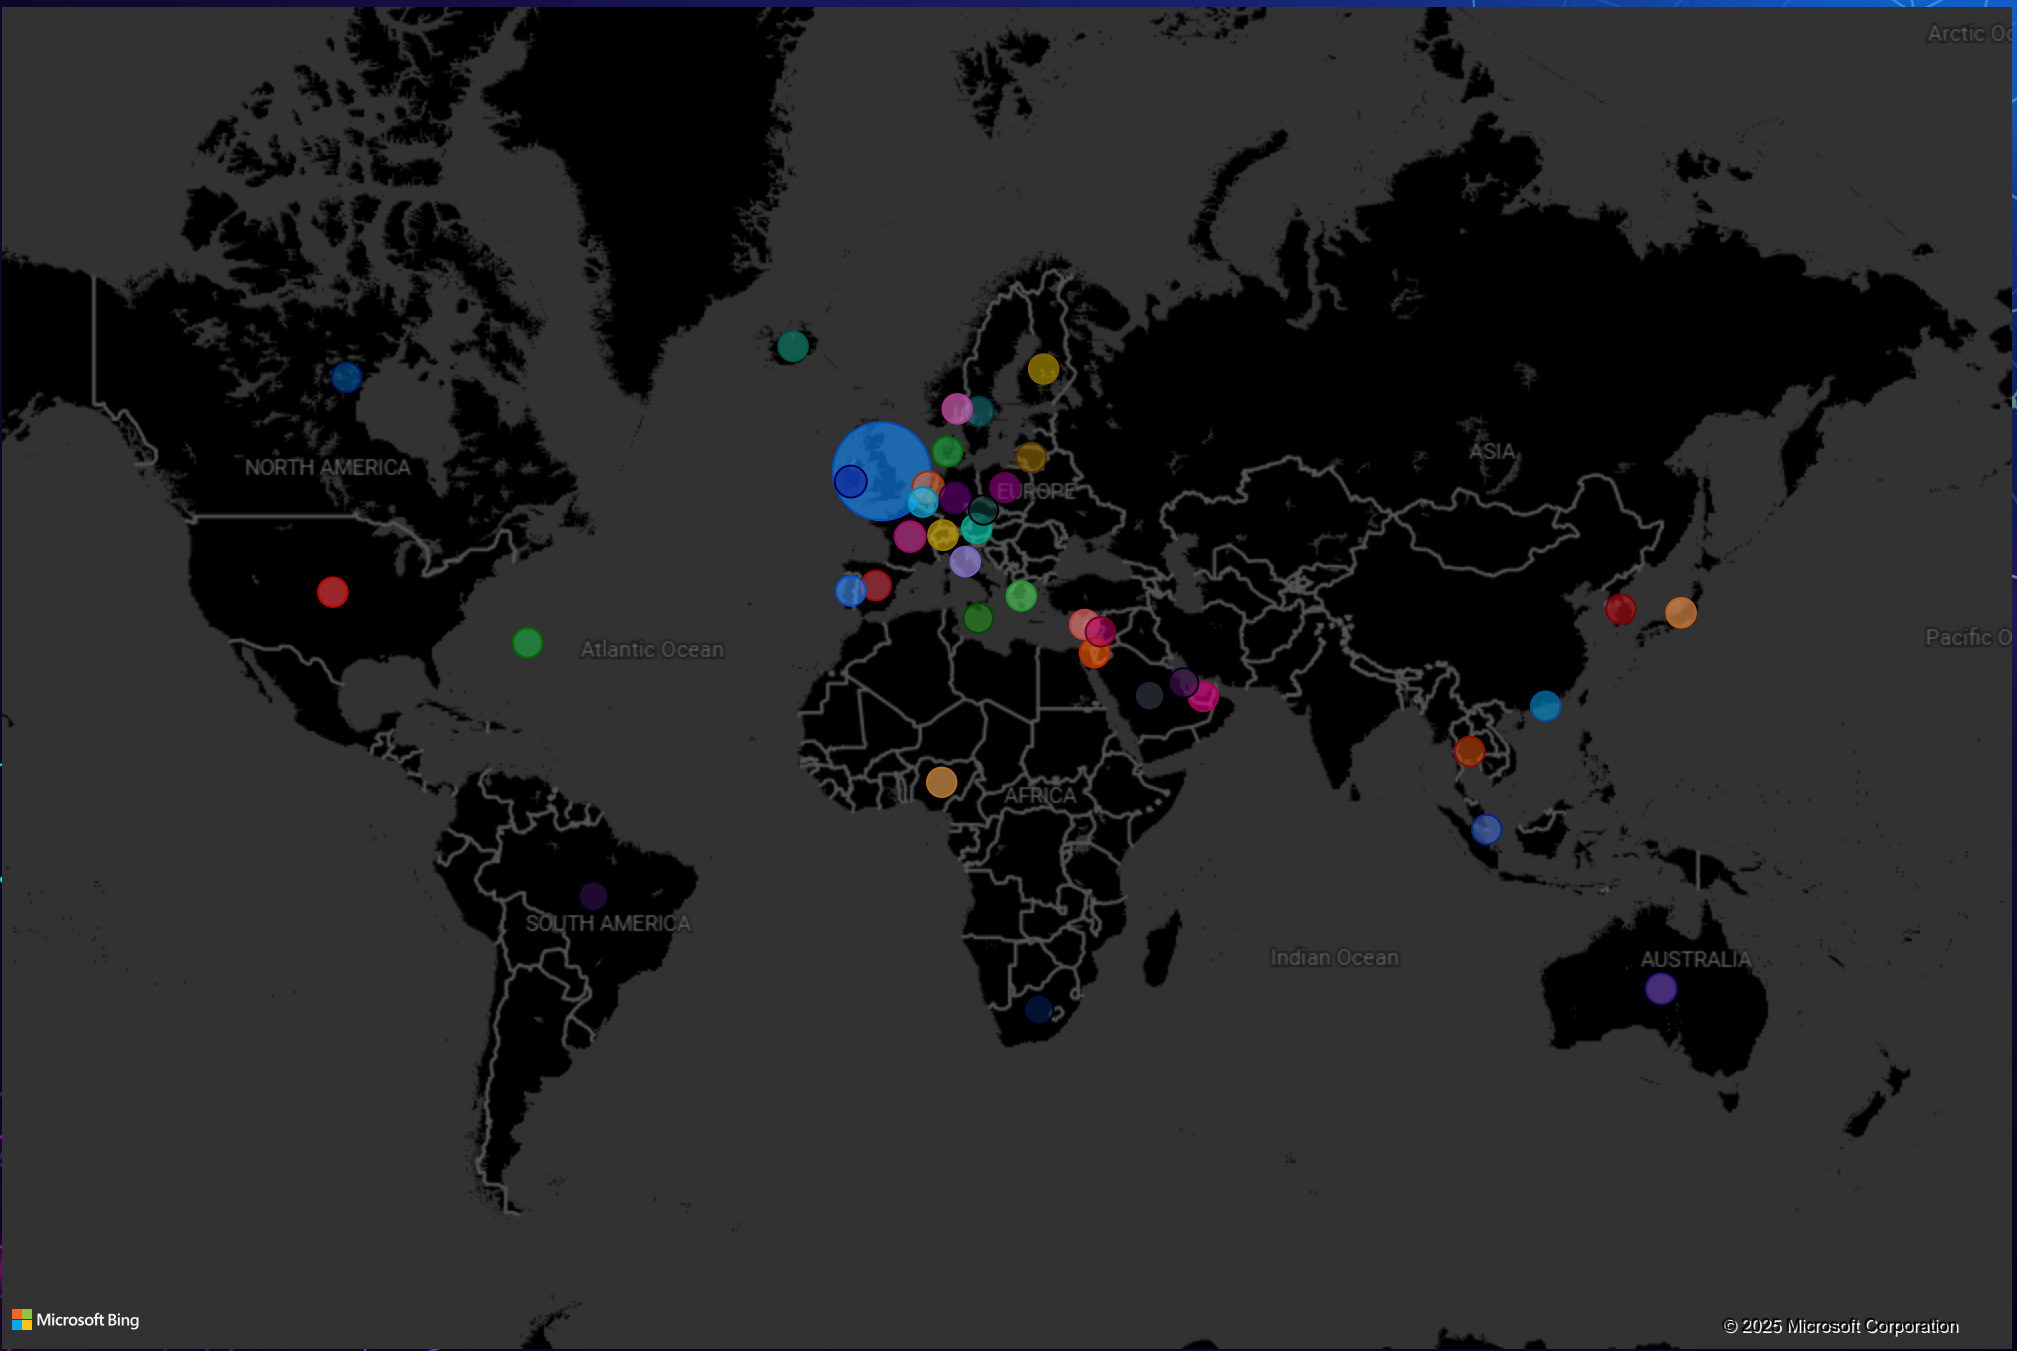 Arctic Oc
NORTH AMERICA
ASIA
EUROPE
Atlantic Ocean
Pacific O
AFRICA
SOUTH AMERICA
Indian Ocean
AUSTRALIA
Microsoft Bing
© 2025 Microsoft Corporation